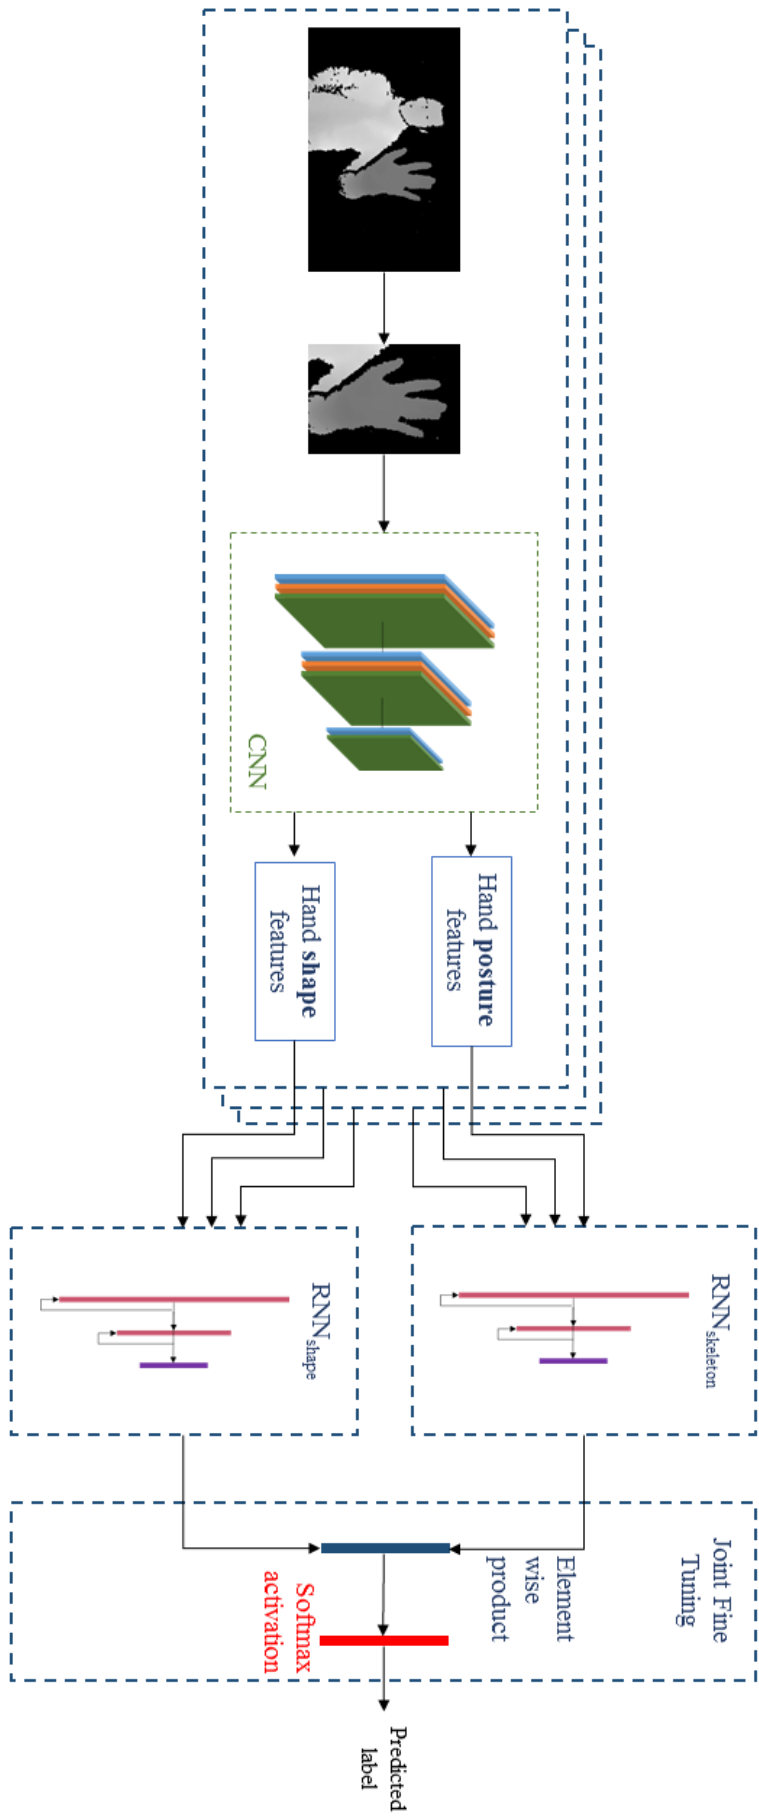 CNN
Hand posture
features
Hand shape
features
RNNskeleton
RNNshape
Joint Fine
Tuning
Element
wise
product
Softmax
activation
Predicted
label